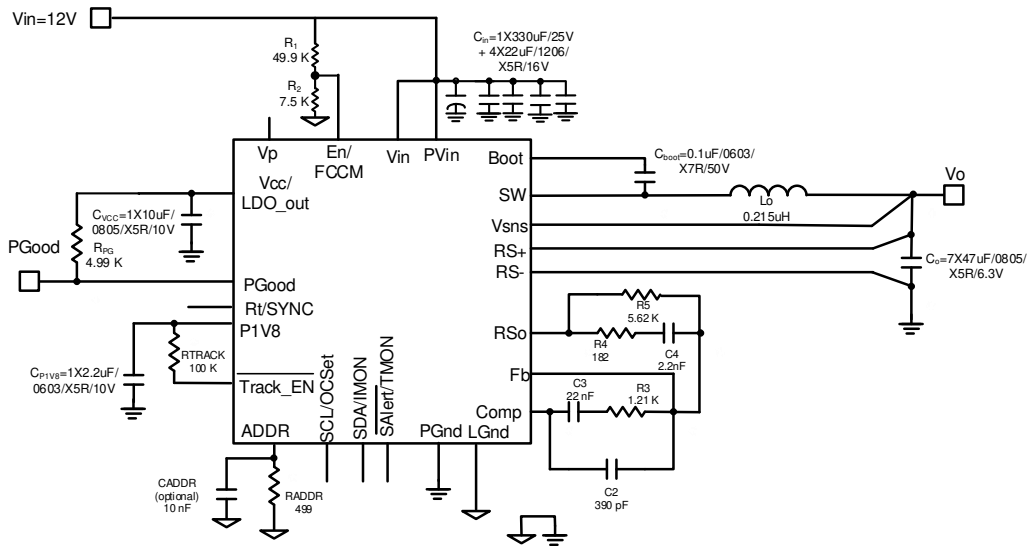 Vin=12V
R1
49.9 K
R2
7.5 K
Cin=1X330uF/25V
+ 4X22uF/1206/
X5R/16V
Vp
En/
FCCM
Vin
PVin
Boot
Cboot=0.1uF/0603/
X7R/50V
Vcc/
LDO_out
SW
Lo
0.215uH
Vo
CVCC=1X10uF/
0805/X5R/10V
Vsns
RS+
RS-
PGood
RPG
4.99 K
Co=7X47uF/0805/
X5R/6.3V
PGood
Rt/SYNC
P1V8
RSo
R5
5.62 K
R4
182
C4
2.2nF
RTRACK
100 K
CP1V8=1X2.2uF/
0603/X5R/10V
Track_EN
Fb
C3
22 nF
R3
1.21 K
Comp
ADDR
SCL/OCSet
SDA/IMON
SAlert/TMON
PGnd
LGnd
C2
390 pF
CADDR
(optional)
10 nF
RADDR
499